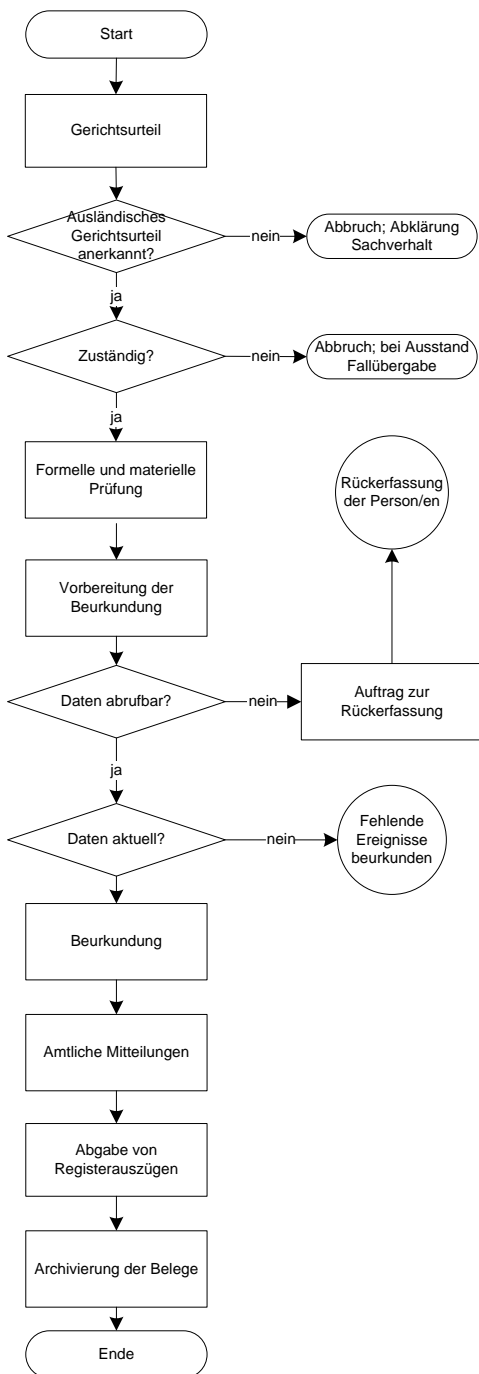 Start
Gerichtsurteil
Ausländisches
Gerichtsurteil
anerkannt?
nein
Abbruch; Abklärung
Sachverhalt
ja
Zuständig?
nein
Abbruch; bei Ausstand
Fallübergabe
ja
Formelle und materielle
Prüfung
Rückerfassung
der Person/en
Vorbereitung der
Beurkundung
Daten abrufbar?
nein
Auftrag zur
Rückerfassung
ja
Daten aktuell?
nein
Fehlende
Ereignisse
beurkunden
Beurkundung
Amtliche Mitteilungen
Abgabe von
Registerauszügen
Archivierung der Belege
Ende